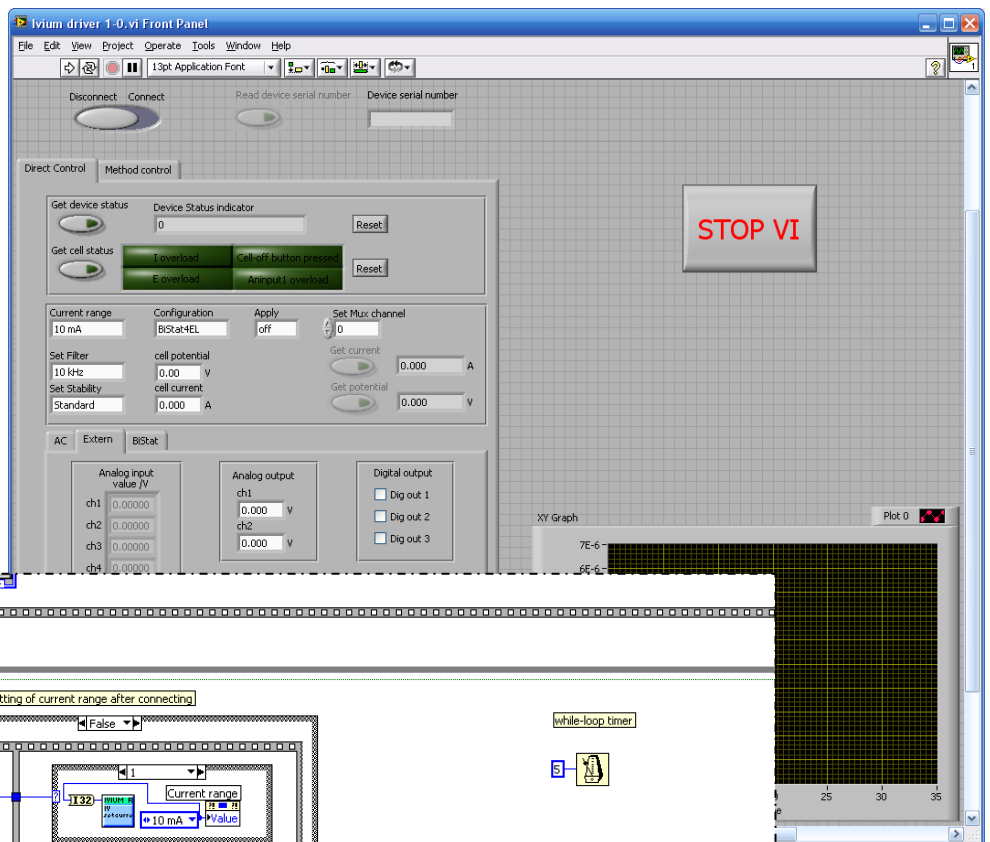 Ivium driver 1-0.vi Front Panel
File Edit View Project Operate Tools Window Help
13pt Application Font
1
Disconnect Connect
Read device serial number
Device serial number
Direct Control
Method control
Get device status
Device Status indicator
0
Reset
Get cell status
I overload
Cell-off button pressed
E overload
Aninput1 overload
Reset
STOP VI
Current range
Configuration
Apply
Set Mux channel
10 mA
BiStat4EL
off
0
Set Filter
cell potential
Get current
10 kHz
0.00 V
0.000 A
Set Stability
cell current
Get potential
Standard
0.000 A
0.000 V
AC
Extern
BiStat
Analog input
value /V
Analog output
Digital output
ch1 0.00000
ch1
0.000 V
Dig out 1
ch2 0.00000
ch2
Dig out 2
ch3 0.00000
0.000 V
Dig out 3
ch4 0.00000
XY Graph
Plot 0
7E-6
6E-6
25 30 35
tting of current range after connecting
False
while-loop timer
1
5
Current range
I32
IVIUM R
setcurre
10 mA
Value